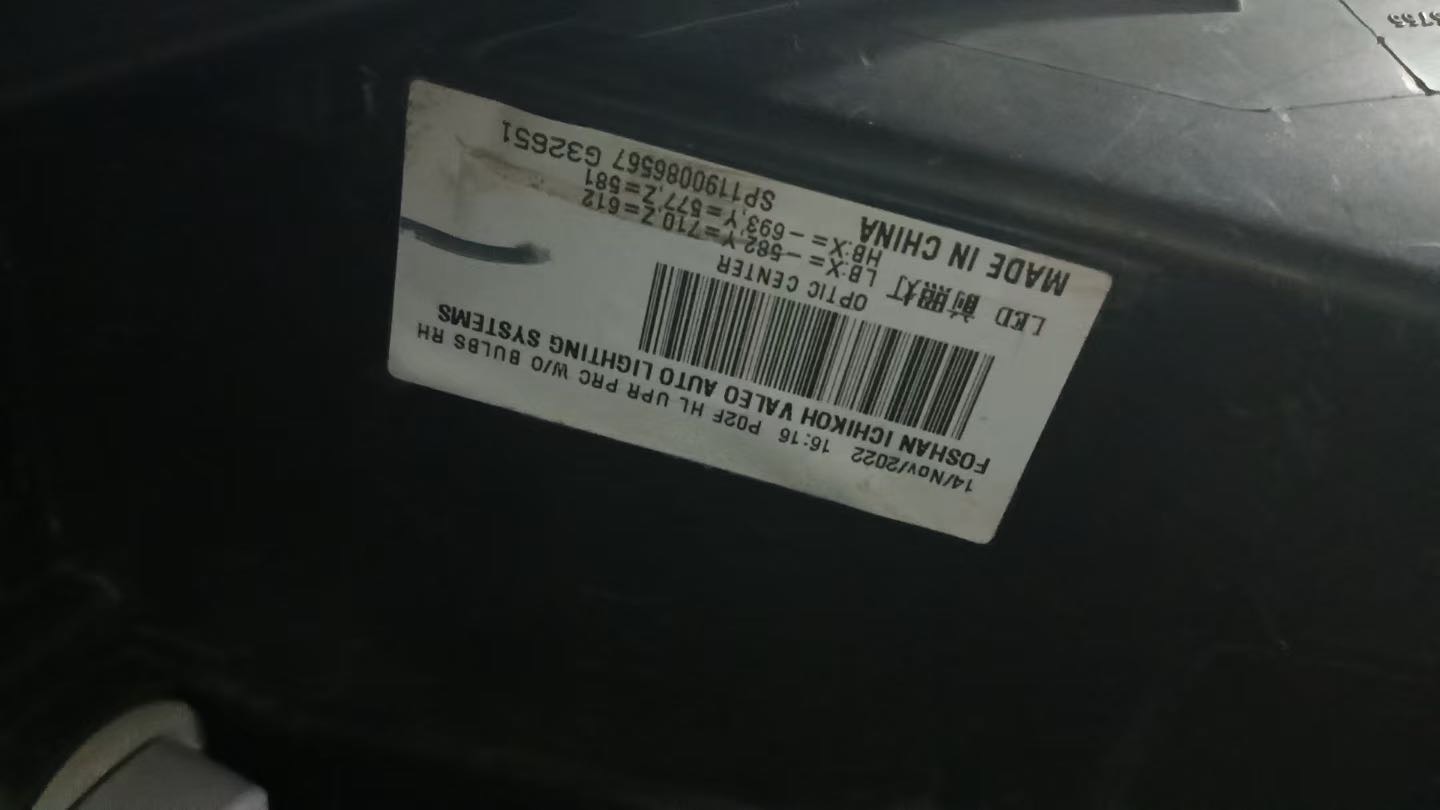 14/Nov/2022 16:16 P02F HL UPR PRC W/O BULBS RH
FOSHAN ICHIKOH VALEO AUTO LIGHTING SYSTEMS
OPTIC CENTER
LED 前照灯
LB:X= -582 Y=710 Z=612
HB:X= -693,Y=577,Z=581
MADE IN CHINA
SP1190086567 G32651